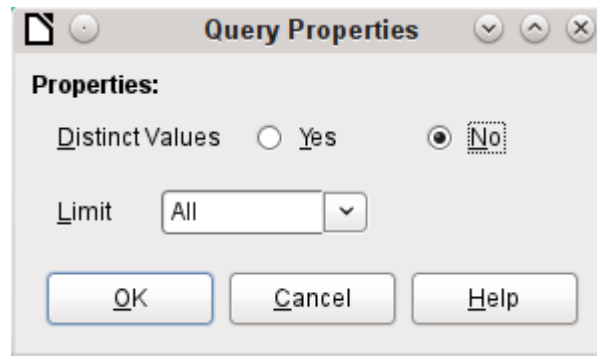 Query Properties
Properties:
Distinct Values Yes No
Limit All
OK Cancel Help